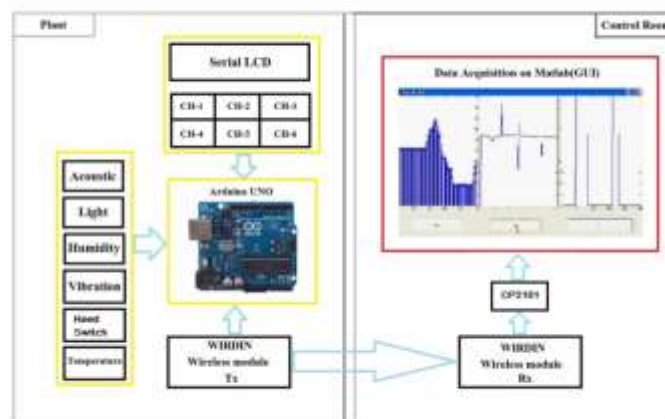 Plant
Control Room
Serial LCD
CH-1 CH-2 CH-3
CH-4 CH-5 CH-6
Acoustic
Light
Humidity
Vibration
Reed
Switch
Temperature
Arduino UNO
WIRDIN
Wireless module
Tx
Data Acquisition on Matlab(GUI)
CP2101
WIRDIN
Wireless module
Rx